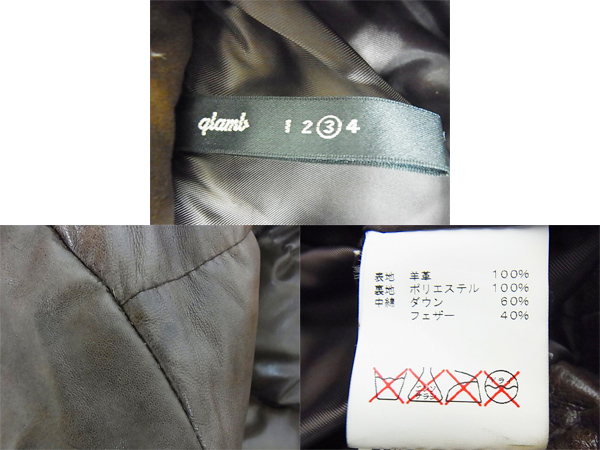 glamb 1 2 3 4
表地 羊革 100%
裏地 ポリエステル 100%
中綿 ダウン 60%
フェザー 40%